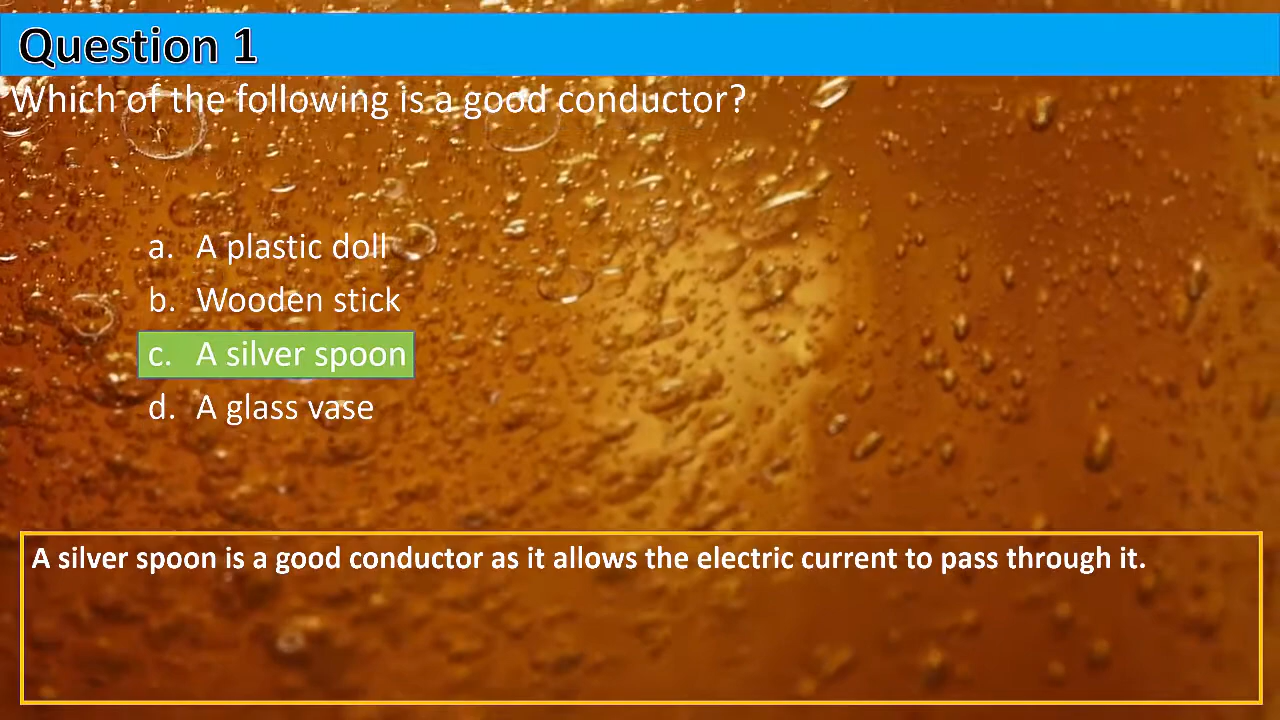 Question 1
Which of the following is a good conductor?
a. A plastic doll
b. Wooden stick
c. A silver spoon
d. A glass vase
A silver spoon is a good conductor as it allows the electric current to pass through it.